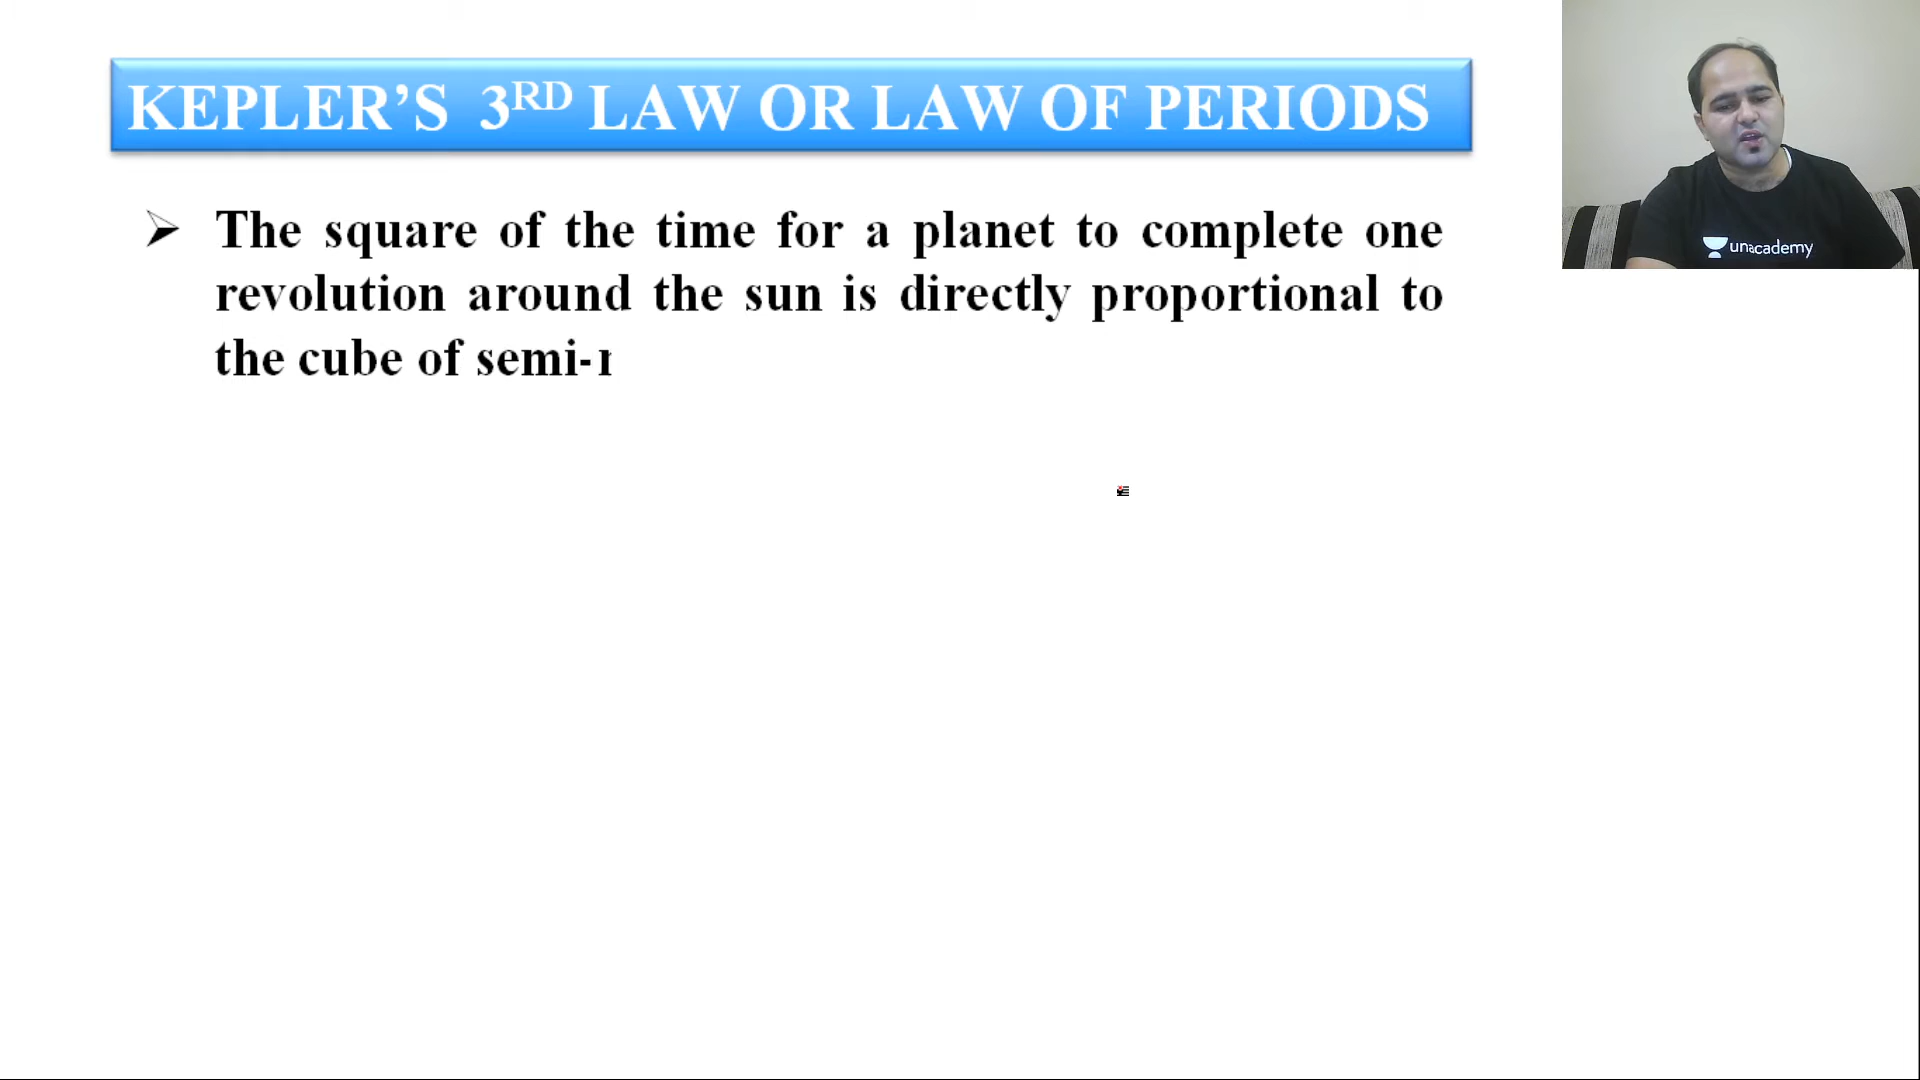 KEPLER’S 3RD LAW OR LAW OF PERIODS
The square of the time for a planet to complete one
revolution around the sun is directly proportional to
the cube of semi-
unacademy